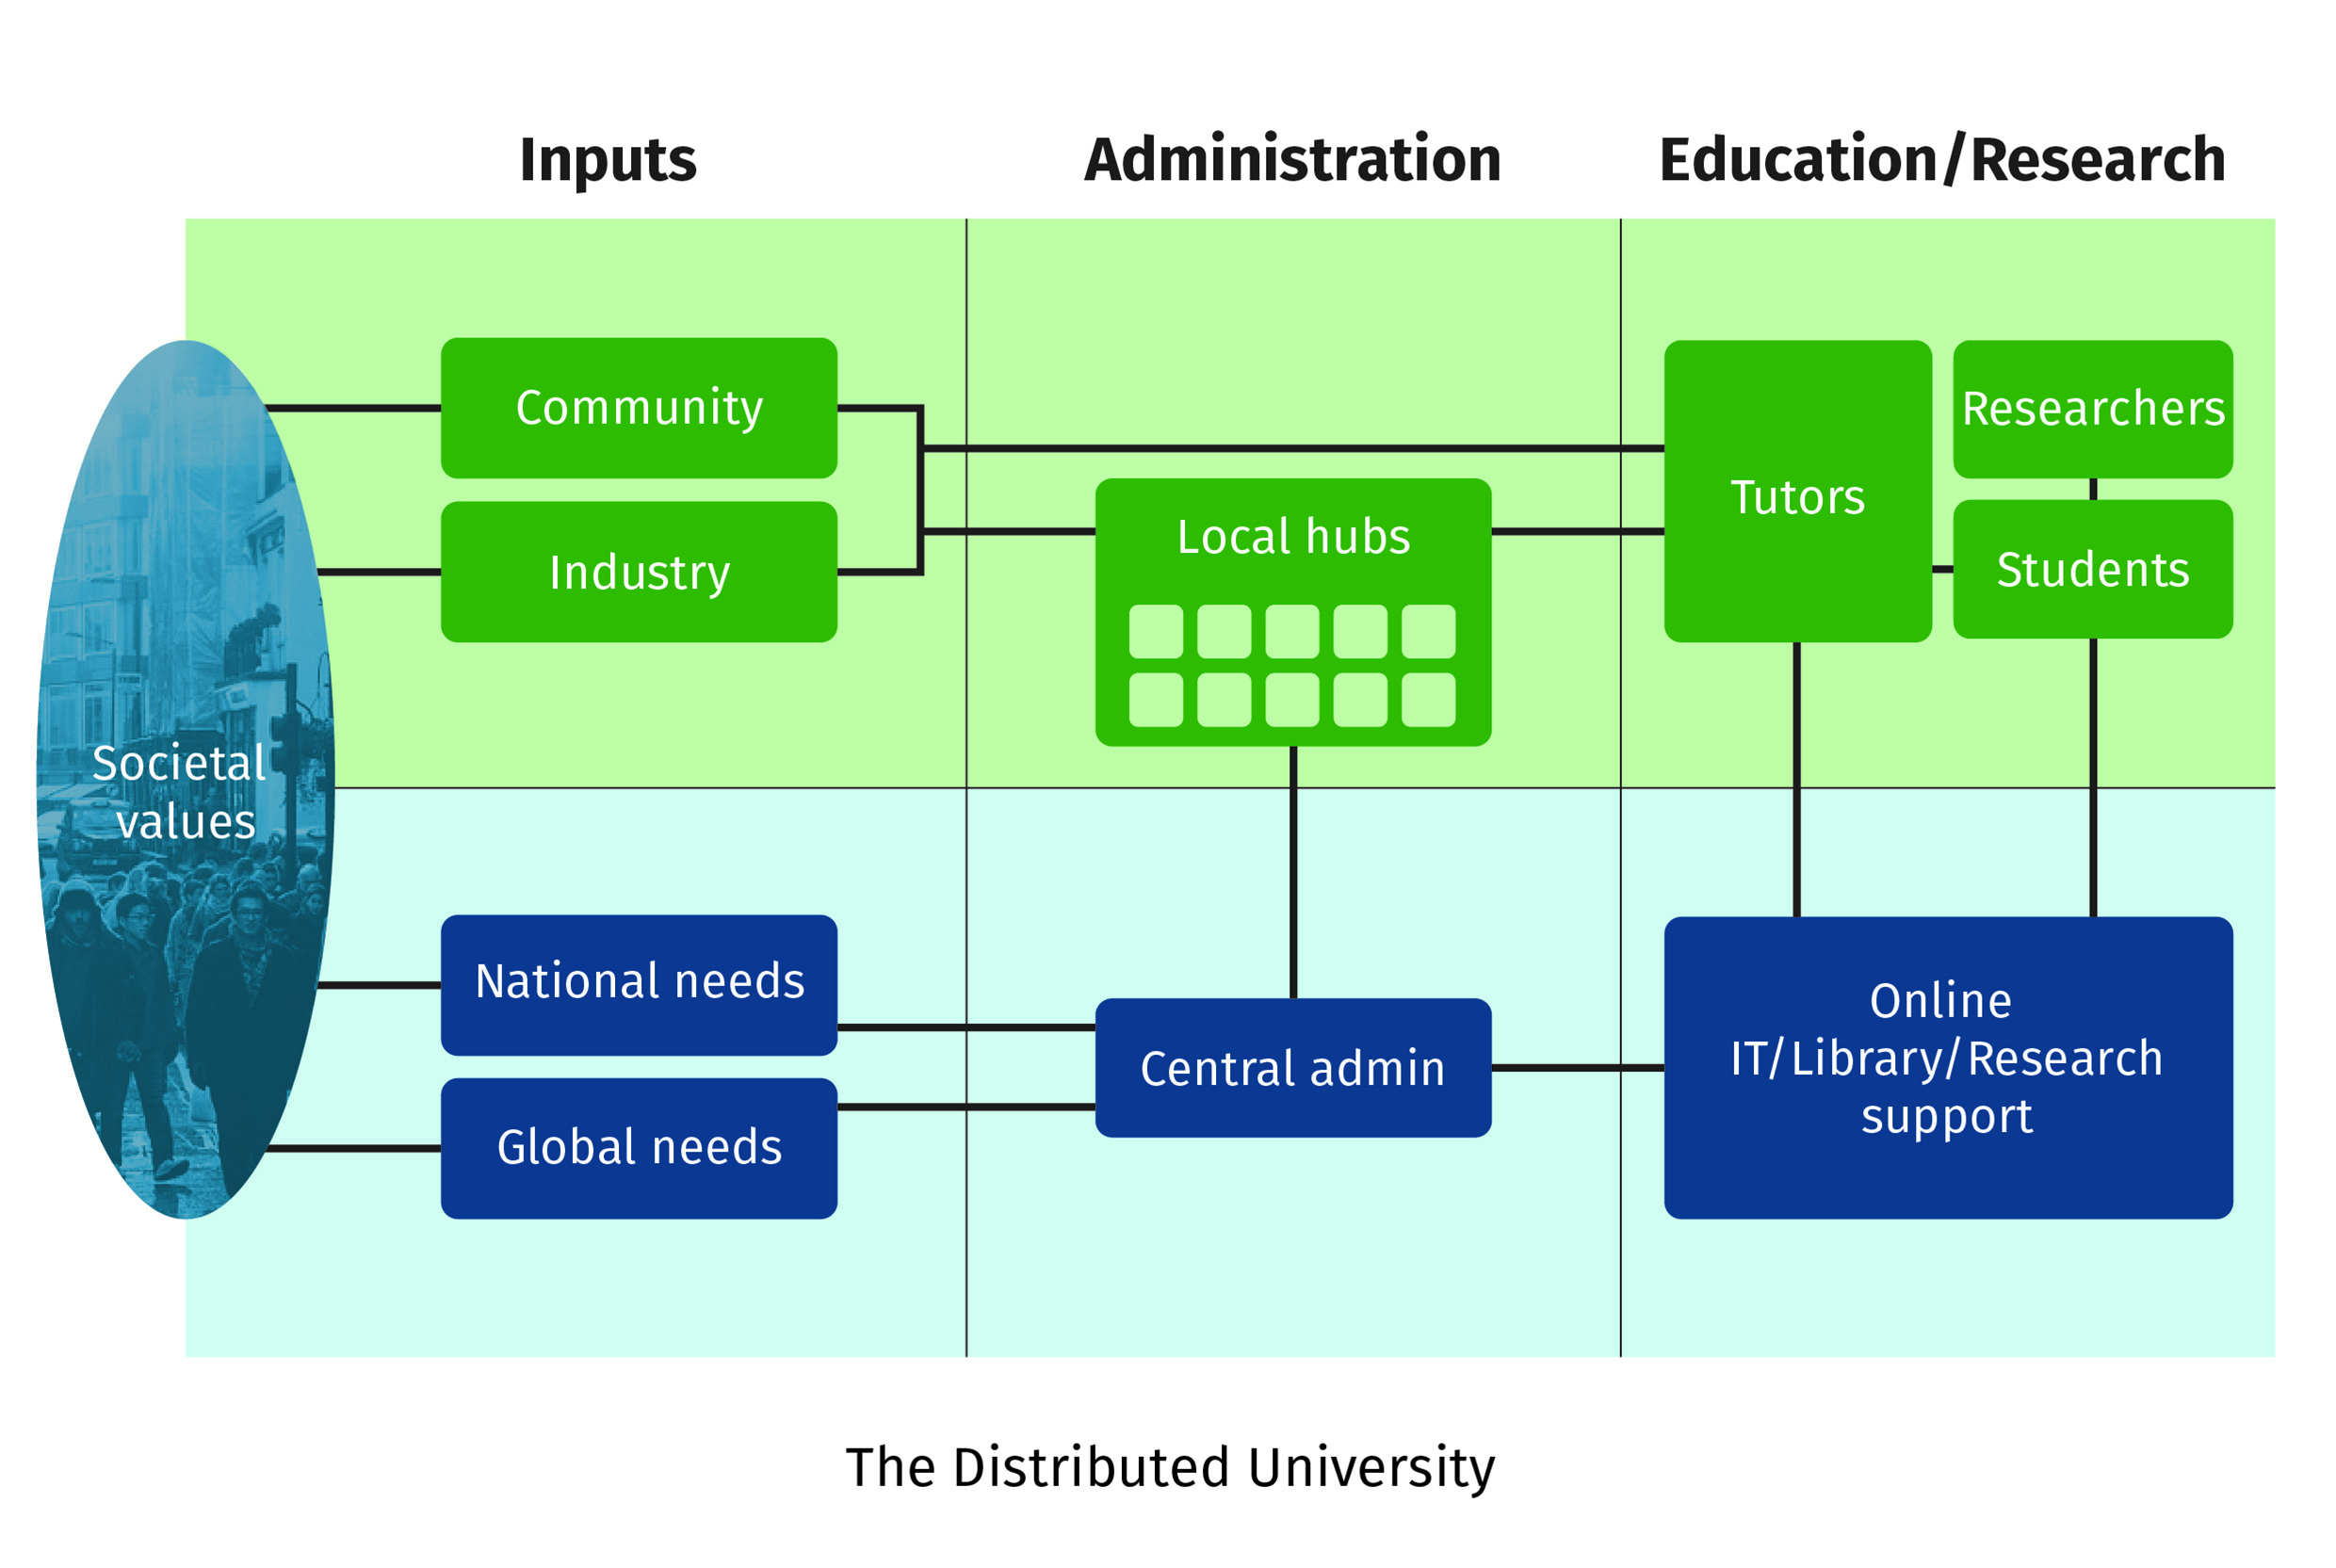 Inputs
Administration
Education/Research
Community
Industry
Local hubs
Tutors
Researchers
Students
Societal
values
National needs
Global needs
Central admin
Online
IT/Library/Research
support
The Distributed University